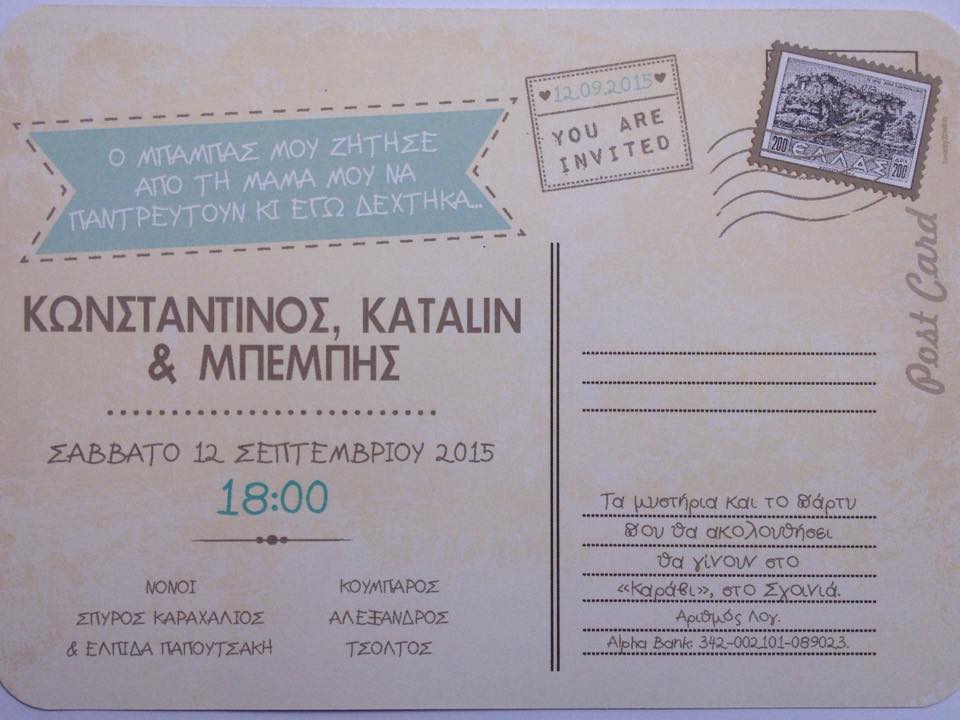 Ο ΜΠΑΜΠΑΣ ΜΟΥ ΖΗΤΗΣΕ
ΑΠΟ ΤΗ ΜΑΜΑ ΜΟΥ ΝΑ
ΠΑΝΤΡΕΥΤΟΥΝ ΚΙ ΕΓΩ ΔΕΧΤΗΚΑ...
ΚΩΝΣΤΑΝΤΙΝΟΣ, KATALIN
& ΜΠΕΜΠΗΣ
ΣΑΒΒΑΤΟ 12 ΣΕΠΤΕΜΒΡΙΟΥ 2015
18:00
ΝΟΝΟΙ
ΣΠΥΡΟΣ ΚΑΡΑΧΑΛΙΟΣ
& ΕΛΠΙΔΑ ΠΑΠΟΥΤΣΑΚΗ
ΚΟΥΜΠΑΡΟΣ
ΑΛΕΞΑΝΔΡΟΣ
ΤΣΟΛΤΟΣ
12.09.2015
YOU ARE
INVITED
200 ΕΛΛΑΣ ΔΡΧ 200
Post Card
Τα μυστήρια και το πάρτυ
που θα ακολουθήσει
θα γίνουν στο
«Καράβι», στο Σχοινιά.
Αριθμός Λογ.
Alpha Bank: 342-002101-089023.